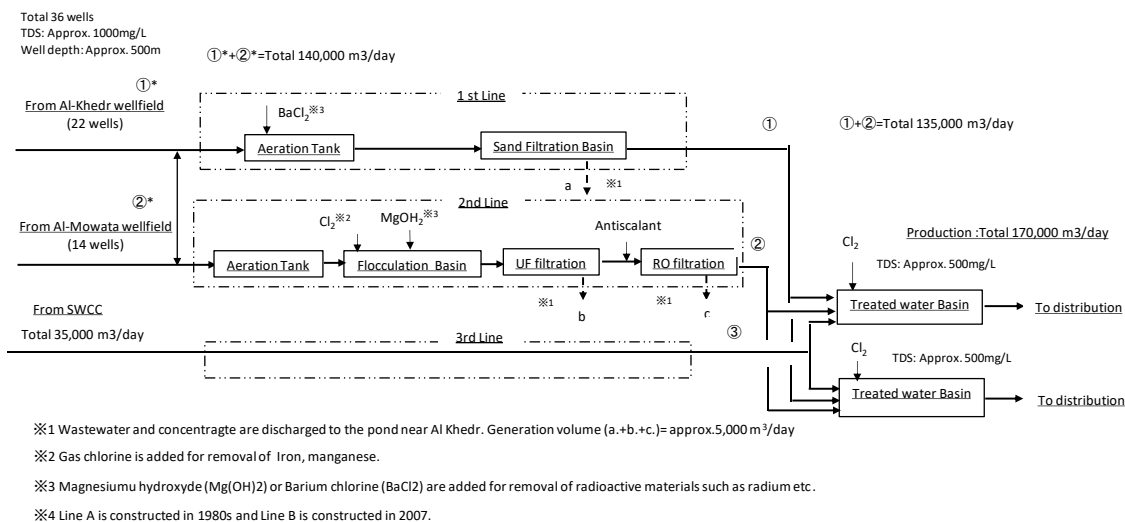 Total 36 wells
TDS: Approx. 1000mg/L
Well depth: Approx. 500m
①*+②*=Total 140,000 m3/day
①*
From Al-Khedr wellfield
(22 wells)
1 st Line
BaCl₂※3
Aeration Tank
Sand Filtration Basin
a ※1
①
①+②=Total 135,000 m3/day
②*
From Al-Mowata wellfield
(14 wells)
2nd Line
Cl₂※2
MgOH₂※3
Antiscalant
Aeration Tank
Flocculation Basin
UF filtration
RO filtration
②
※1
b
※1
c
Production :Total 170,000 m3/day
Cl₂
TDS: Approx. 500mg/L
Treated water Basin
To distribution
From SWCC
Total 35,000 m3/day
3rd Line
③
Cl₂
TDS: Approx. 500mg/L
Treated water Basin
To distribution
※1 Wastewater and concentragte are discharged to the pond near Al Khedr. Generation volume (a.+b.+c.)= approx.5,000 m³/day
※2 Gas chlorine is added for removal of Iron, manganese.
※3 Magnesiumu hydroxyde (Mg(OH)2) or Barium chlorine (BaCl2) are added for removal of radioactive materials such as radium etc.
※4 Line A is constructed in 1980s and Line B is constructed in 2007.